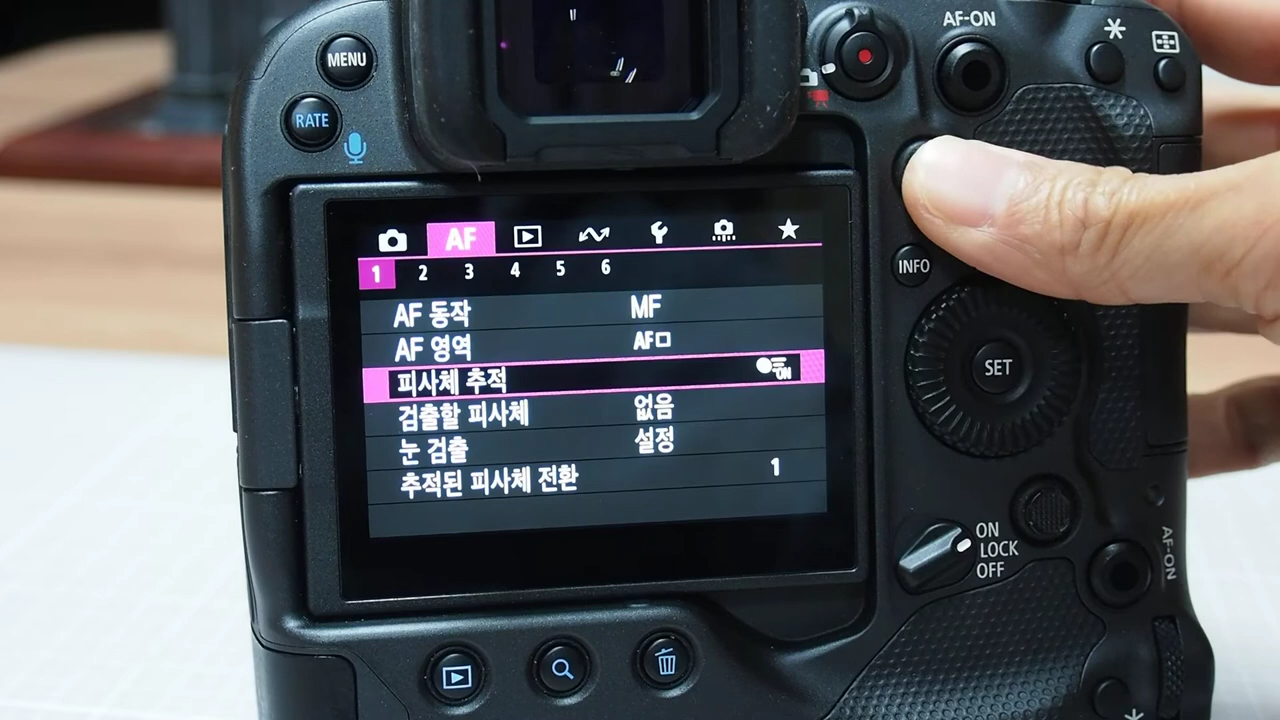 AF-ON
MENU
RATE
AF
1 2 3 4 5 6
INFO
AF 동작 MF
AF 영역 AF
피사체 추적 ON
검출할 피사체 없음
눈 검출 설정
추적된 피사체 전환 1
SET
ON
LOCK
OFF
AF-ON